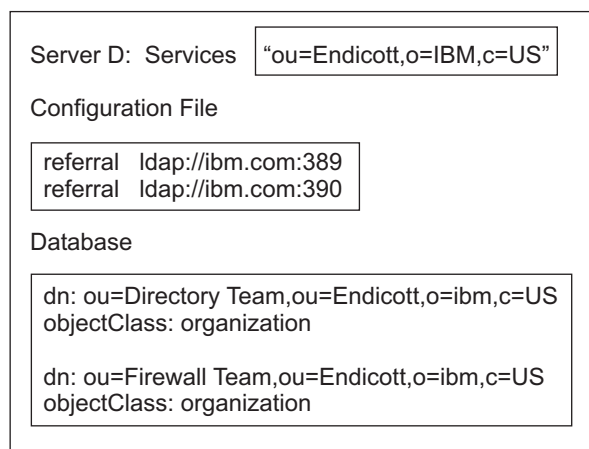 Server D: Services “ou=Endicott,o=IBM,c=US”
Configuration File
referral ldap://ibm.com:389
referral ldap://ibm.com:390
Database
dn: ou=Directory Team,ou=Endicott,o=ibm,c=US
objectClass: organization
dn: ou=Firewall Team,ou=Endicott,o=ibm,c=US
objectClass: organization